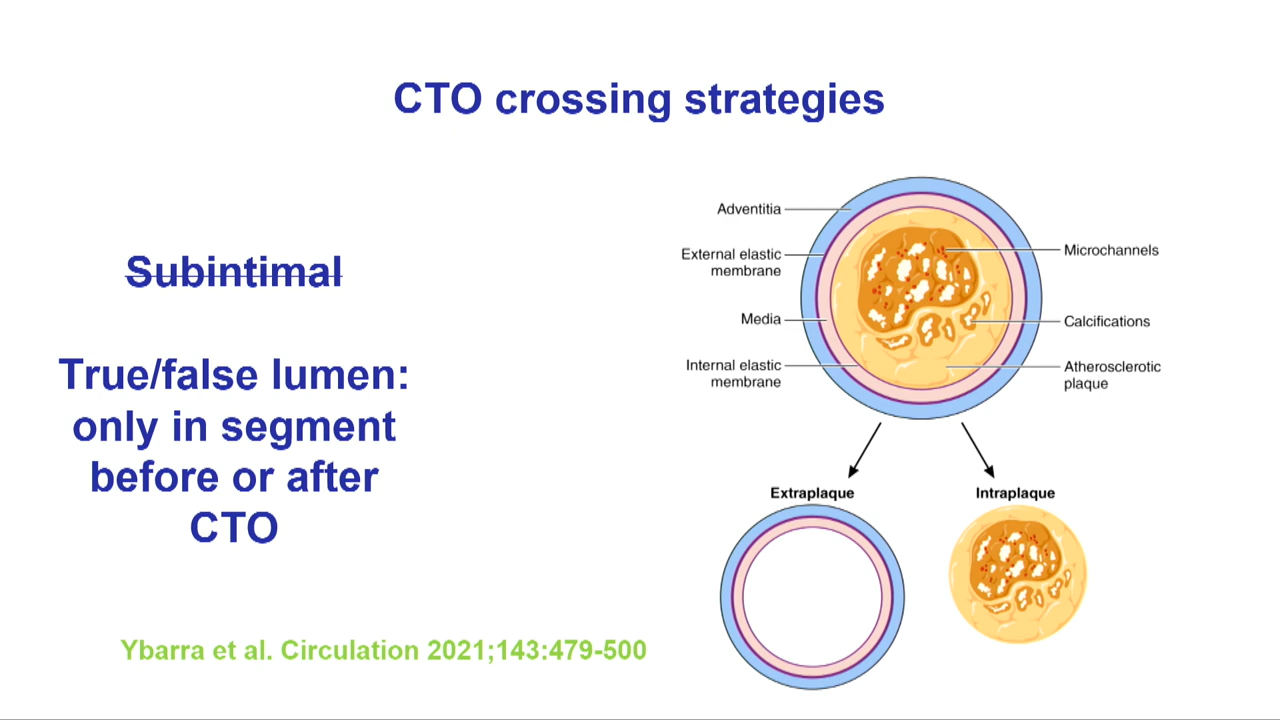 CTO crossing strategies
Subintimal
True/false lumen:
only in segment
before or after
CTO
Ybarra et al. Circulation 2021;143:479-500
Adventitia
External elastic
membrane
Media
Internal elastic
membrane
Microchannels
Calcifications
Atherosclerotic
plaque
Extraplaque
Intraplaque